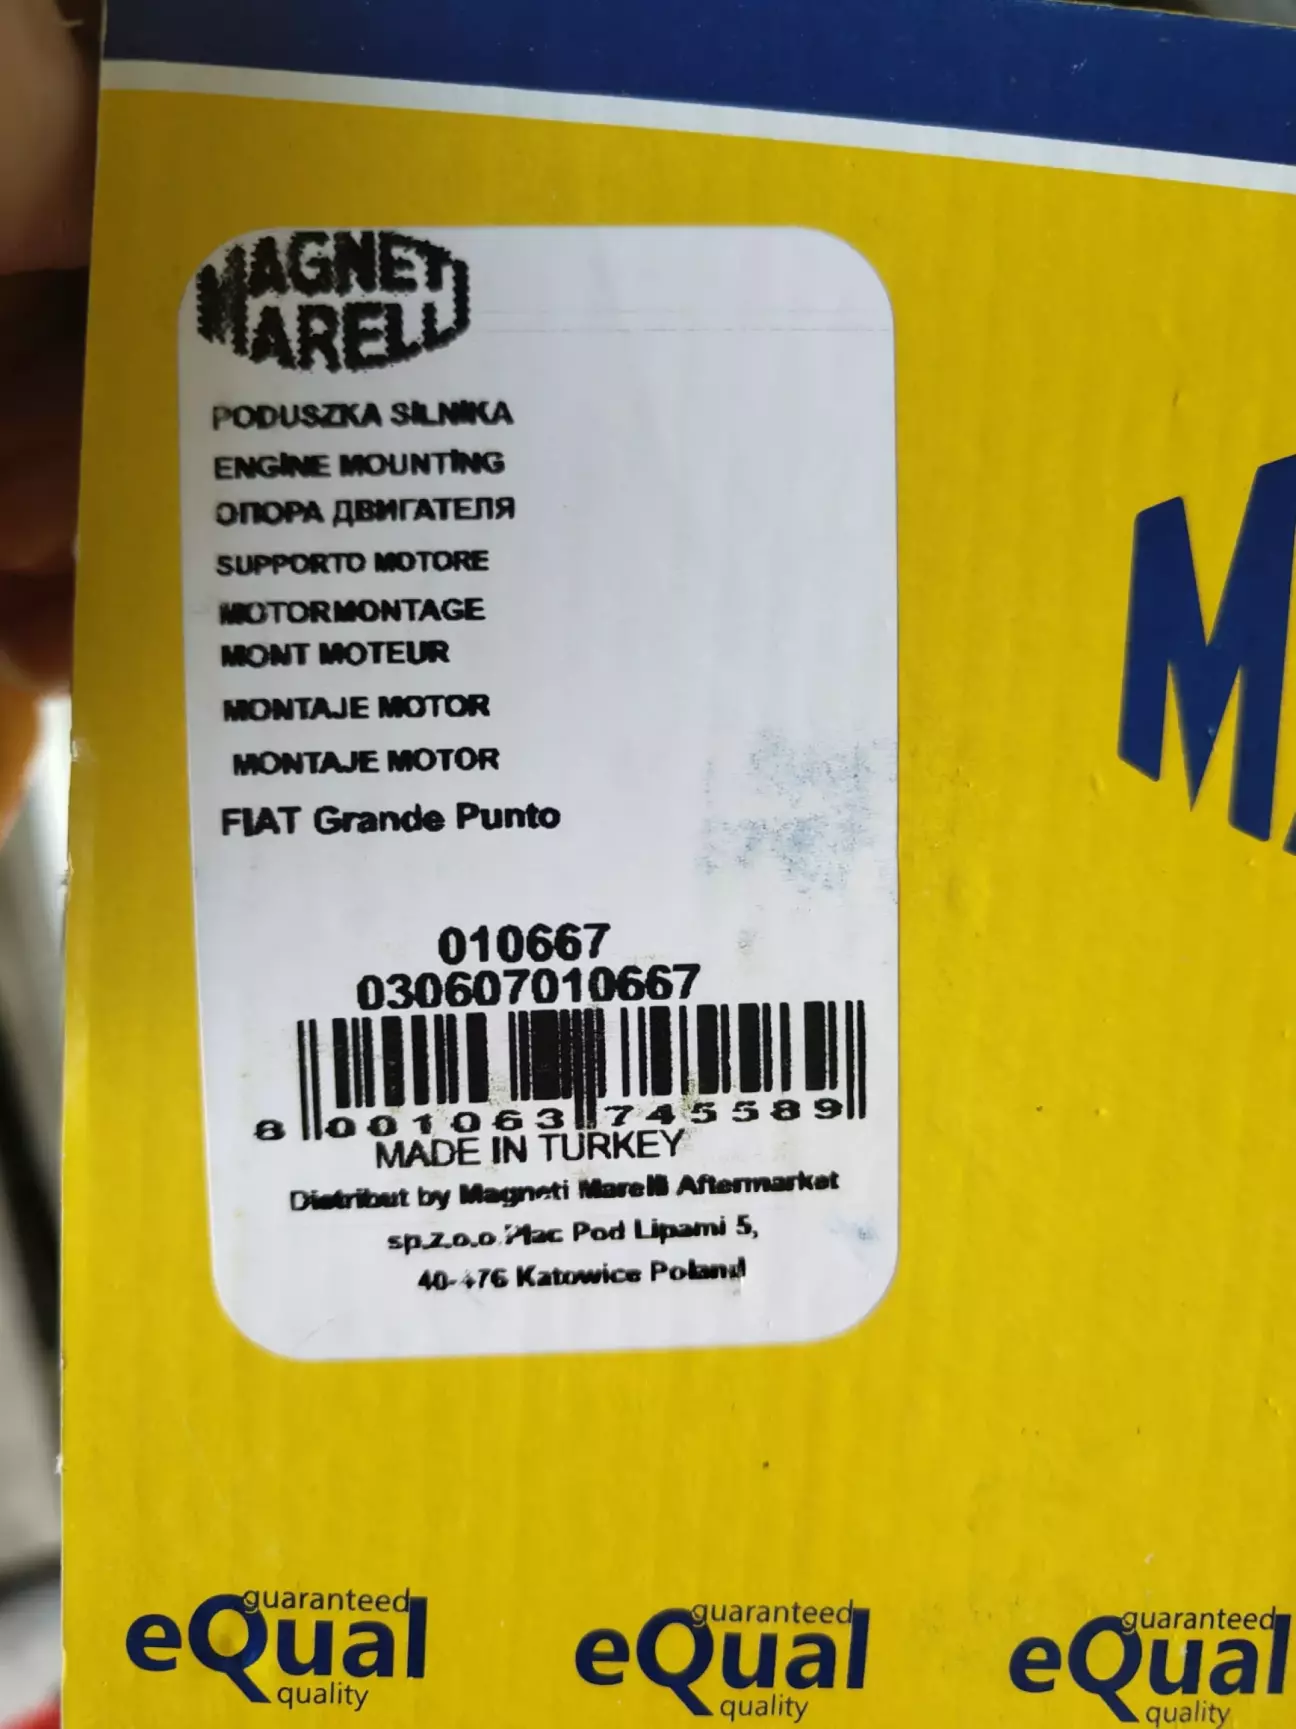 MAGNETI
MARELLI
PODUSZKA SILNIKA
ENGINE MOUNTING
ОПОРА ДВИГАТЕЛЯ
SUPPORTO MOTORE
MOTORMONTAGE
MONT MOTEUR
MONTAJE MOTOR
MONTAJE MOTOR
FIAT Grande Punto
010667
030607010667
8 001063 745589
MADE IN TURKEY
Distribut by Magneti Marelli Aftermarket
sp.z.o.o.Plac Pod Lipami 5,
40-476 Katowice Poland
M
guaranteed
eQual
quality
guaranteed
eQual
quality
guaranteed
eQual
quality